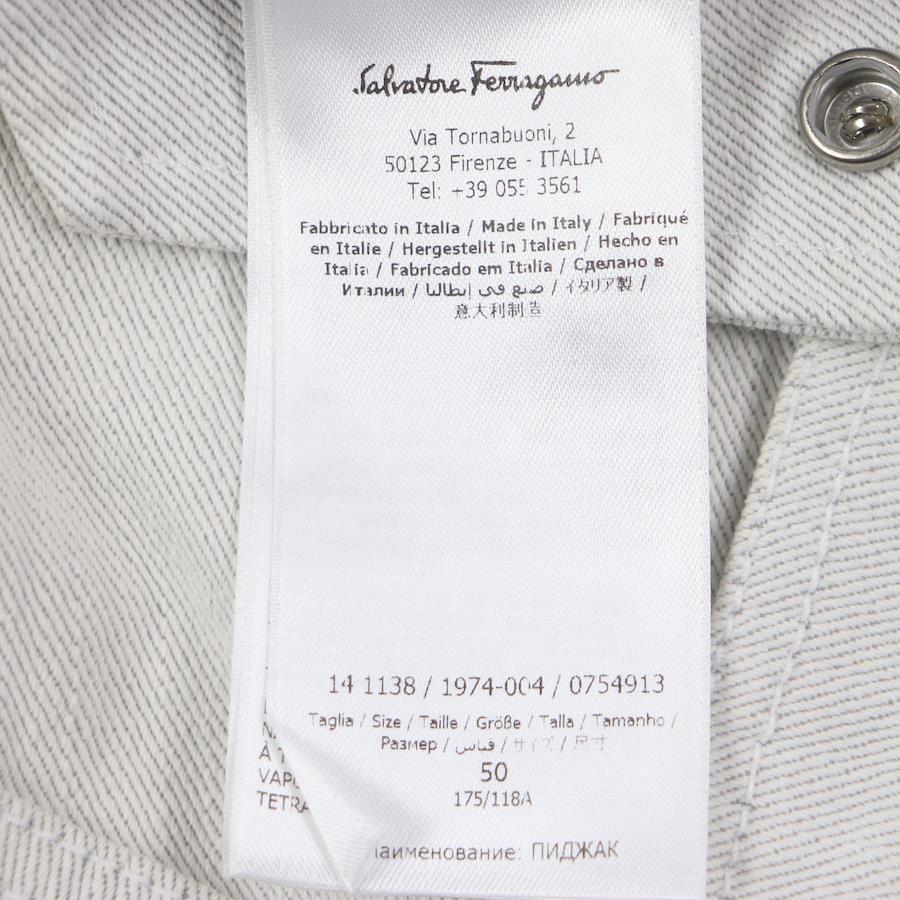 Salvatore Ferragamo
Via Tornabuoni, 2
50123 Firenze - ITALIA
Tel: +39 055 3561
Fabbricato in Italia / Made in Italy / Fabriqué
en Italie / Hergestellt in Italien / Hecho en
Italia / Fabricado em Italia / Сделано в
Италии / صنع في إيطاليا / イタリア製 /
意大利制造
14 1138 / 1974-004 / 0754913
Taglia / Size / Taille / Größe / Talla / Tamanho /
Размер / قياس / サイズ / 尺寸
50
175/118A
À
TETRA
аименование: ПИДЖАК